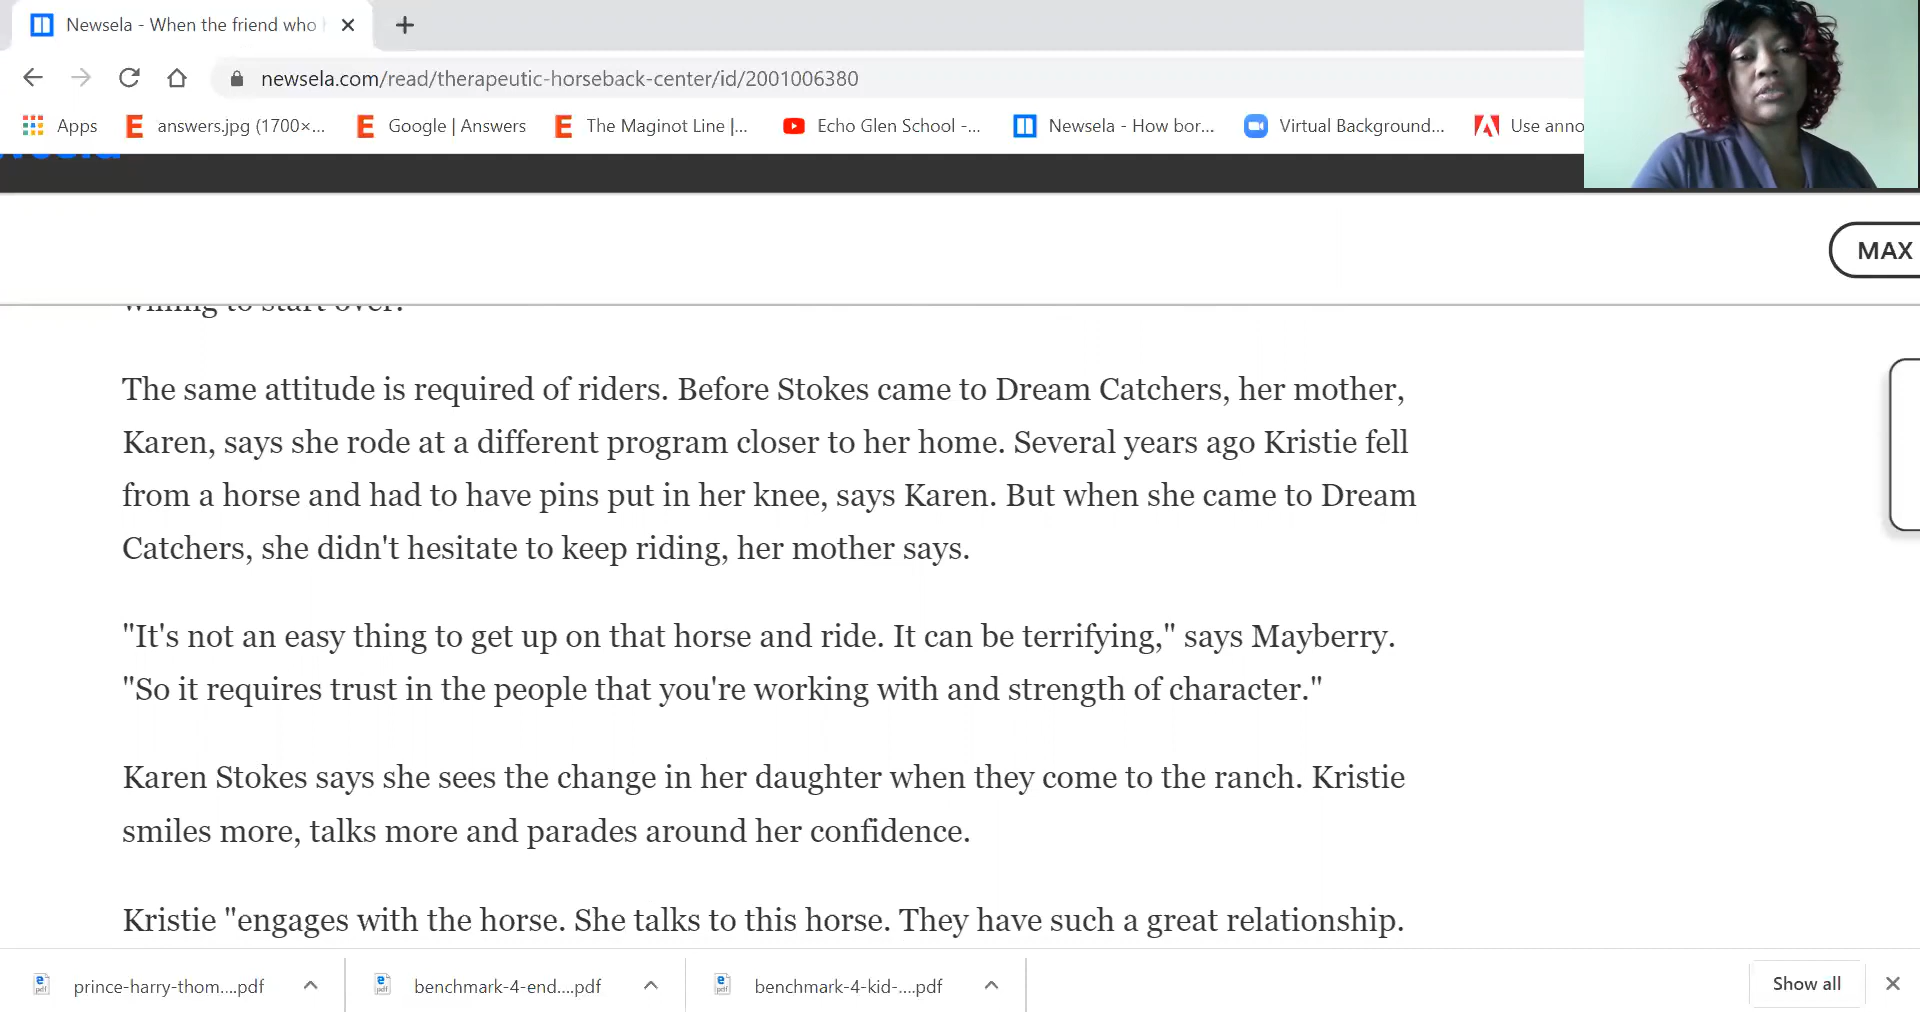 Newsela - When the friend who
newsela.com/read/therapeutic-horseback-center/id/2001006380
Apps
answers.jpg (1700×...
Google | Answers
The Maginot Line |...
Echo Glen School -...
Newsela - How bor...
Virtual Background...
Use anno
MAX
willing to start over.
The same attitude is required of riders. Before Stokes came to Dream Catchers, her mother,
Karen, says she rode at a different program closer to her home. Several years ago Kristie fell
from a horse and had to have pins put in her knee, says Karen. But when she came to Dream
Catchers, she didn't hesitate to keep riding, her mother says.
"It's not an easy thing to get up on that horse and ride. It can be terrifying," says Mayberry.
"So it requires trust in the people that you're working with and strength of character."
Karen Stokes says she sees the change in her daughter when they come to the ranch. Kristie
smiles more, talks more and parades around her confidence.
Kristie "engages with the horse. She talks to this horse. They have such a great relationship.
prince-harry-thom....pdf
benchmark-4-end....pdf
benchmark-4-kid-....pdf
Show all